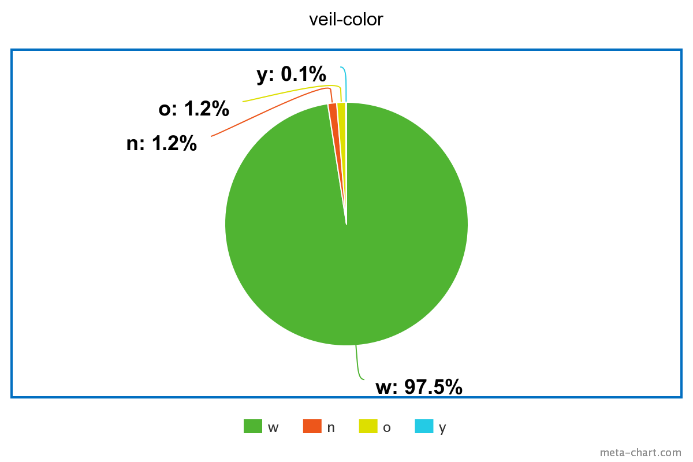 veil-color
y: 0.1%
o: 1.2%
n: 1.2%
w: 97.5%
w n o y
meta-chart.com